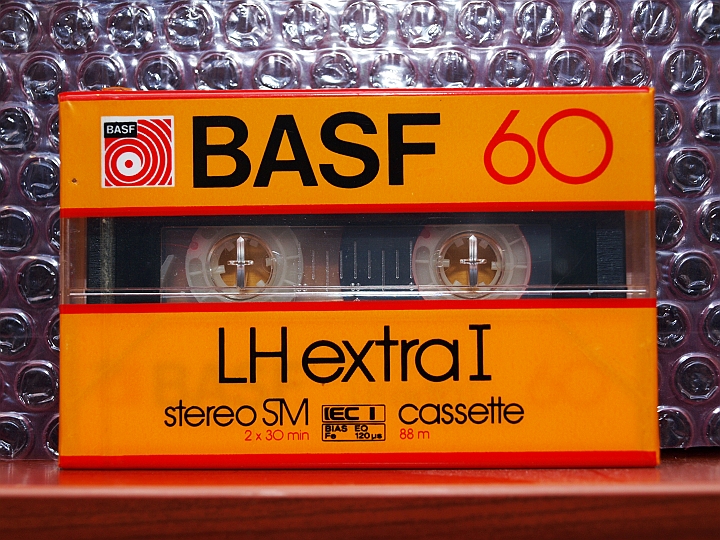 BASF
BASF 60
LH extra I
stereo SM IEC I cassette
2 x 30 min BIAS EQ 88 m
Fe 120 µs